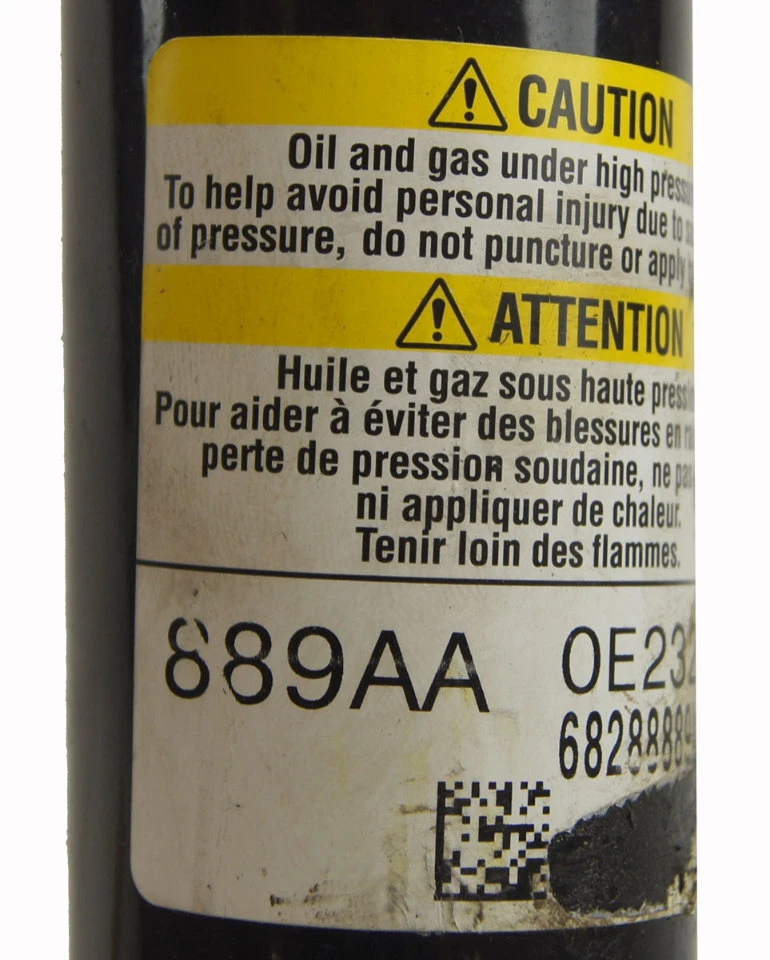 CAUTION
Oil and gas under high
To help avoid personal injury due to
of pressure, do not puncture or apply
ATTENTION
Huile et gaz sous haute
Pour aider à éviter des blessures en
perte de pression soudaine, ne
ni appliquer de chaleur.
Tenir loin des flammes.
889AA
OE232
6828889